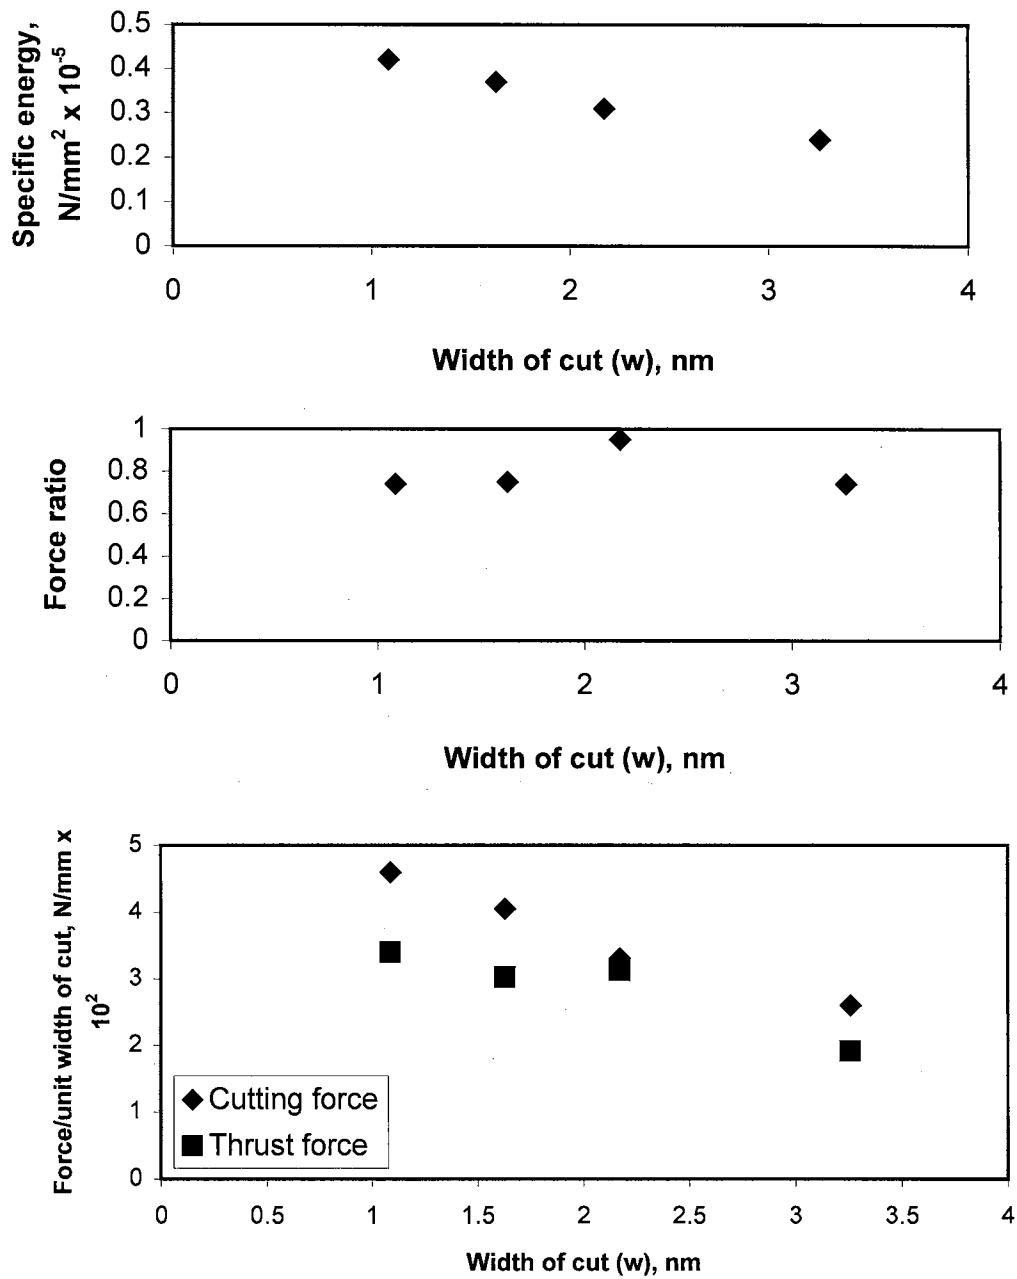 Specific energy,
N/mm² x 10⁻⁵
0.5
0.4
0.3
0.2
0.1
0
0 1 2 3 4
Width of cut (w), nm
Force ratio
1
0.8
0.6
0.4
0.2
0
0 1 2 3 4
Width of cut (w), nm
Force/unit width of cut, N/mm x
10²
5
4
3
2
1
0
Cutting force
Thrust force
0 0.5 1 1.5 2 2.5 3 3.5 4
Width of cut (w), nm